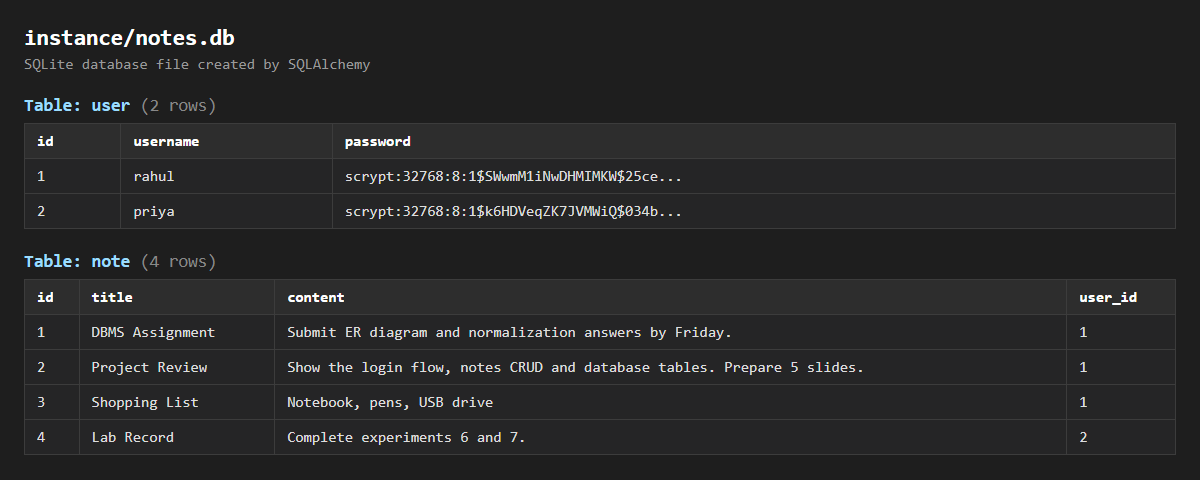 instance/notes.db
SQLite database file created by SQLAlchemy
Table: user (2 rows)
id username password
1 rahul scrypt:32768:8:1$SWwmM1iNwDHMIMKW$25ce...
2 priya scrypt:32768:8:1$k6HDVeqZK7JVMWiQ$034b...
Table: note (4 rows)
id title content user_id
1 DBMS Assignment Submit ER diagram and normalization answers by Friday. 1
2 Project Review Show the login flow, notes CRUD and database tables. Prepare 5 slides. 1
3 Shopping List Notebook, pens, USB drive 1
4 Lab Record Complete experiments 6 and 7. 2